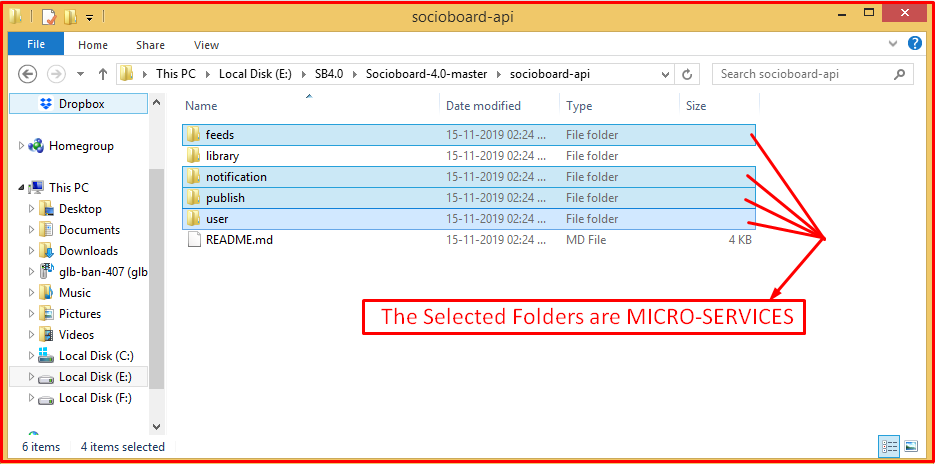 socioboard-api
File Home Share View
This PC Local Disk (E:) SB4.0 Socioboard-4.0-master socioboard-api Search socioboard-api
Dropbox
Homegroup
This PC
Desktop
Documents
Downloads
glb-ban-407 (glb
Music
Pictures
Videos
Local Disk (C:)
Local Disk (E:)
Local Disk (F:)
Name Date modified Type Size
feeds 15-11-2019 02:24 ... File folder
library 15-11-2019 02:24 ... File folder
notification 15-11-2019 02:24 ... File folder
publish 15-11-2019 02:24 ... File folder
user 15-11-2019 02:24 ... File folder
README.md 15-11-2019 02:24 ... MD File 4 KB
The Selected Folders are MICRO-SERVICES
6 items 4 items selected